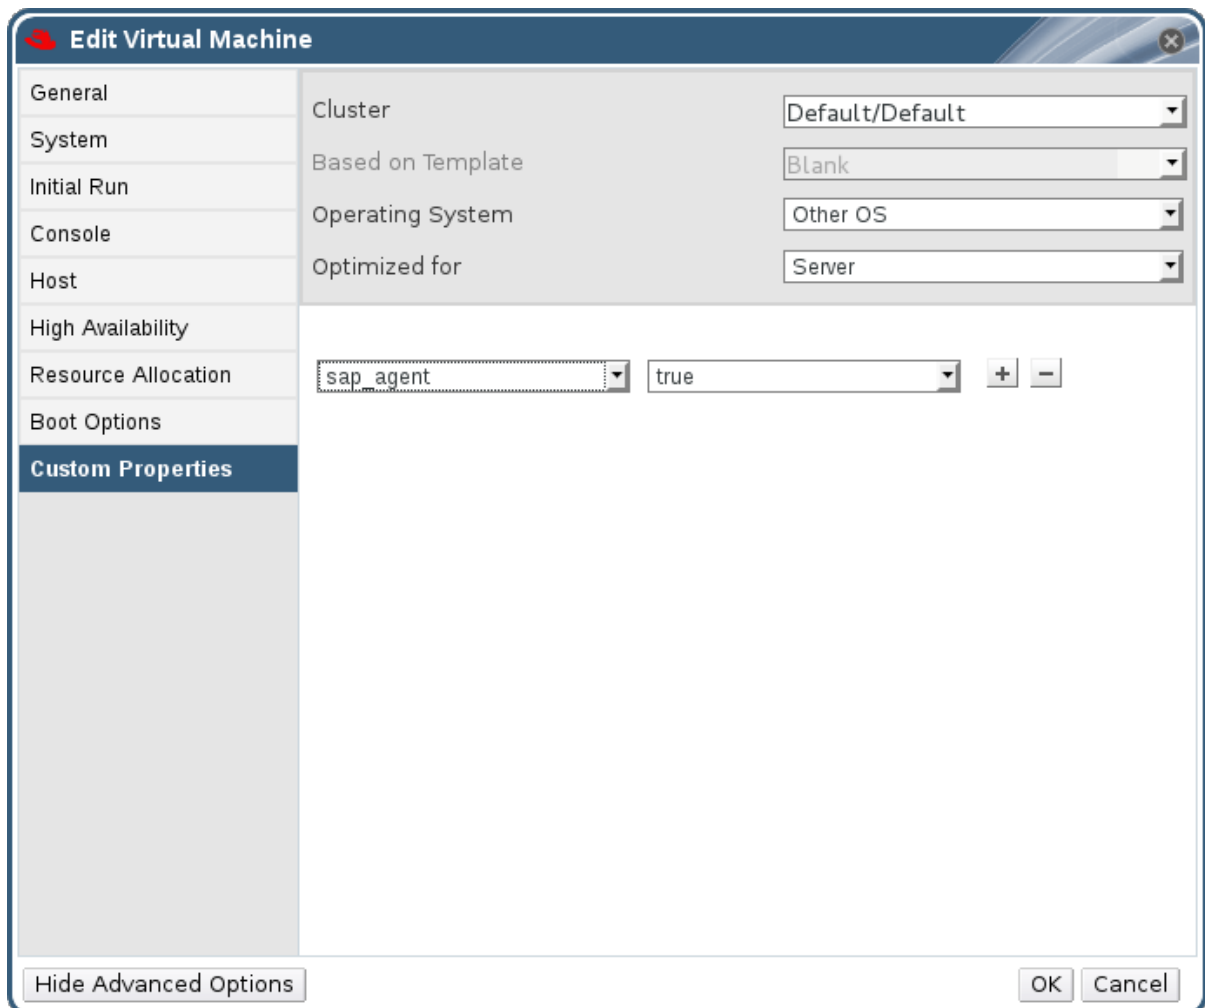 Edit Virtual Machine
General
System
Initial Run
Console
Host
High Availability
Resource Allocation
Boot Options
Custom Properties
Cluster
Default/Default
Based on Template
Blank
Operating System
Other OS
Optimized for
Server
sap_agent
true
+
−
Hide Advanced Options
OK
Cancel